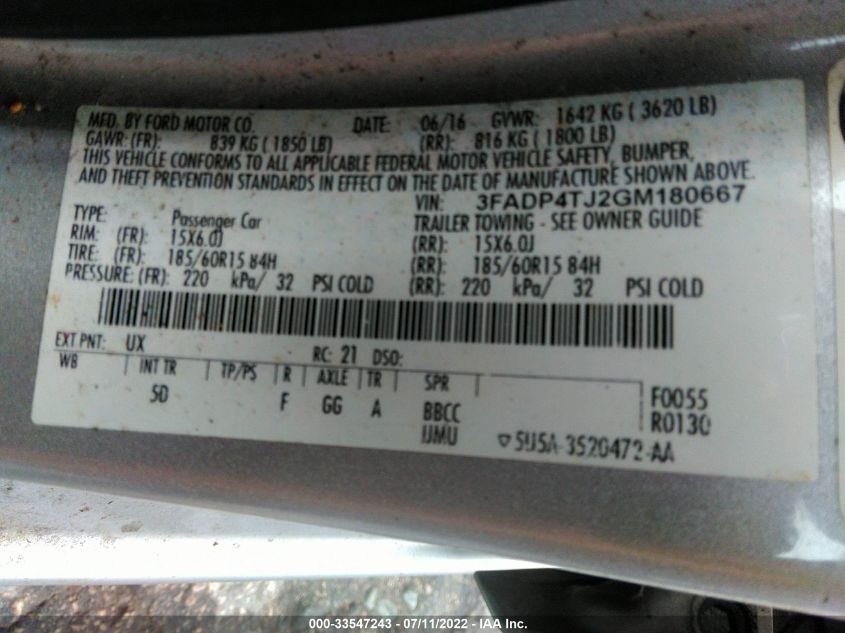 MFD. BY FORD MOTOR CO. DATE: 06/16 GVWR: 1642 KG ( 3620 LB)
GAWR: (FR): 839 KG ( 1850 LB) (RR): 816 KG ( 1800 LB)
THIS VEHICLE CONFORMS TO ALL APPLICABLE FEDERAL MOTOR VEHICLE SAFETY, BUMPER,
AND THEFT PREVENTION STANDARDS IN EFFECT ON THE DATE OF MANUFACTURE SHOWN ABOVE.
VIN: 3FADP4TJ2GM180667
TYPE: Passenger Car TRAILER TOWING - SEE OWNER GUIDE
RIM: (FR): 15X6.0J (RR): 15X6.0J
TIRE: (FR): 185/60R15 84H (RR): 185/60R15 84H
PRESSURE: (FR): 220 kPa/ 32 PSI COLD (RR): 220 kPa/ 32 PSI COLD
EXT PNT: UX RC: 21 DSO:
WB INT TR TP/PS R AXLE TR SPR
5D F GG A BBCC F0055
IJMU R0130
5U5A-3520472-AA
000-33547243 - 07/11/2022 - IAA Inc.